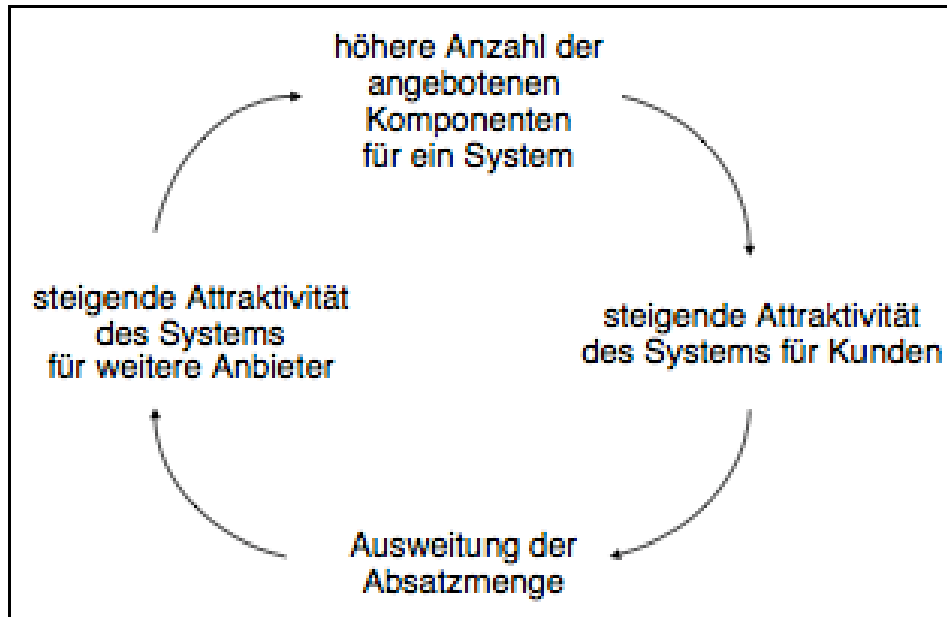 höhere Anzahl der
angebotenen
Komponenten
für ein System
steigende Attraktivität
des Systems für Kunden
Ausweitung der
Absatzmenge
steigende Attraktivität
des Systems
für weitere Anbieter